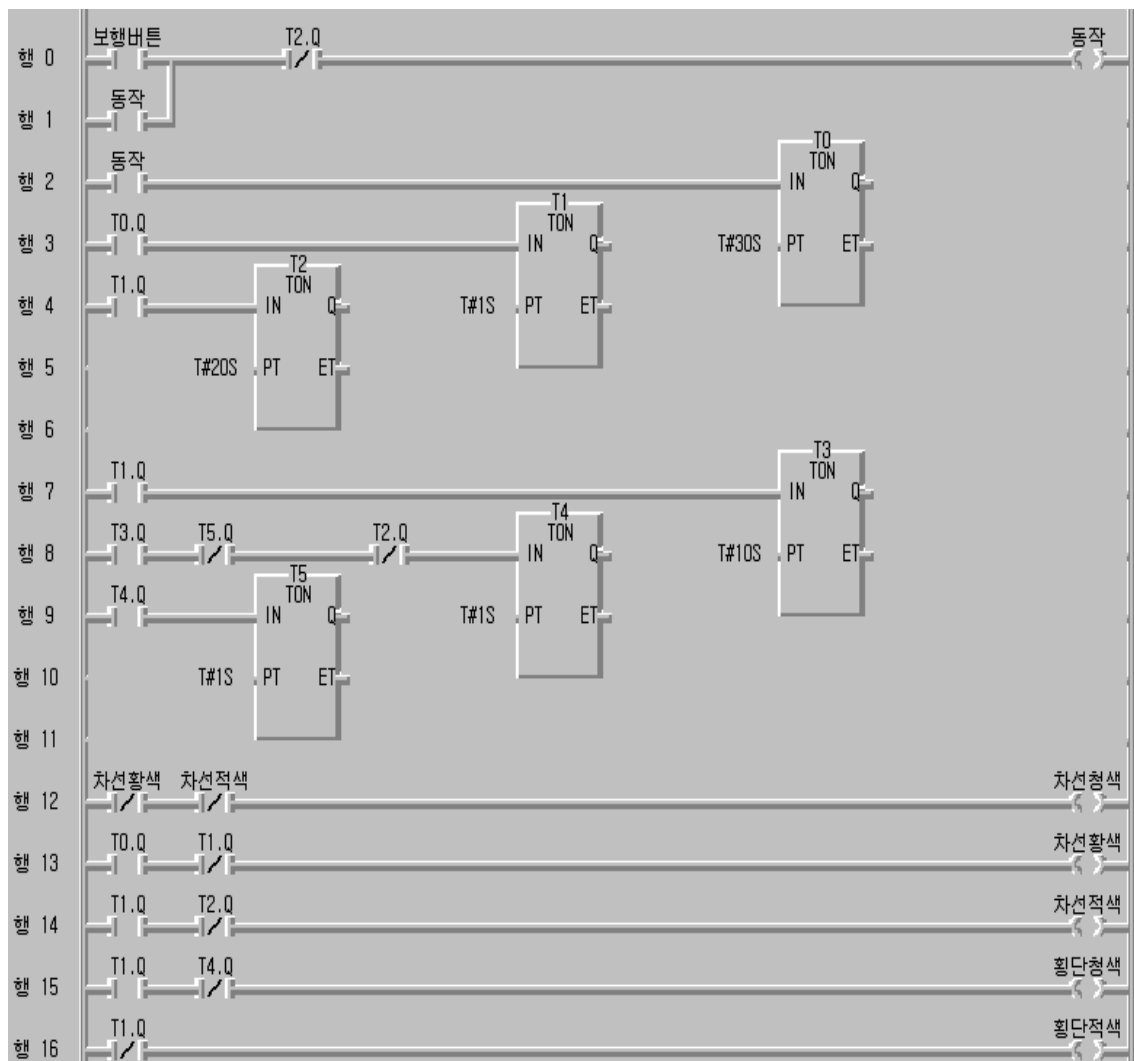 보행버튼 T2.Q 동작
행 0
동작
행 1
동작 T0
TON
행 2 IN Q
T0.Q T1
TON
행 3 IN Q T#30S PT ET
T1.Q T2
TON
행 4 IN Q T#1S PT ET
행 5 T#20S PT ET
행 6
T1.Q T3
TON
행 7 IN Q
T3.Q T5.Q T2.Q T4
TON
행 8 IN Q T#10S PT ET
T4.Q T5
TON
행 9 IN Q T#1S PT ET
행 10 T#1S PT ET
행 11
차선황색 차선적색 차선청색
행 12
T0.Q T1.Q 차선황색
행 13
T1.Q T2.Q 차선적색
행 14
T1.Q T4.Q 횡단청색
행 15
T1.Q 횡단적색
행 16